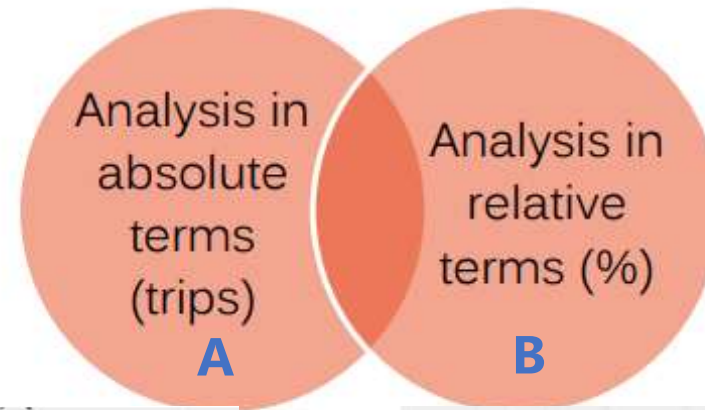 Analysis in
absolute
terms
(trips)
A
Analysis in
relative
terms (%)
B